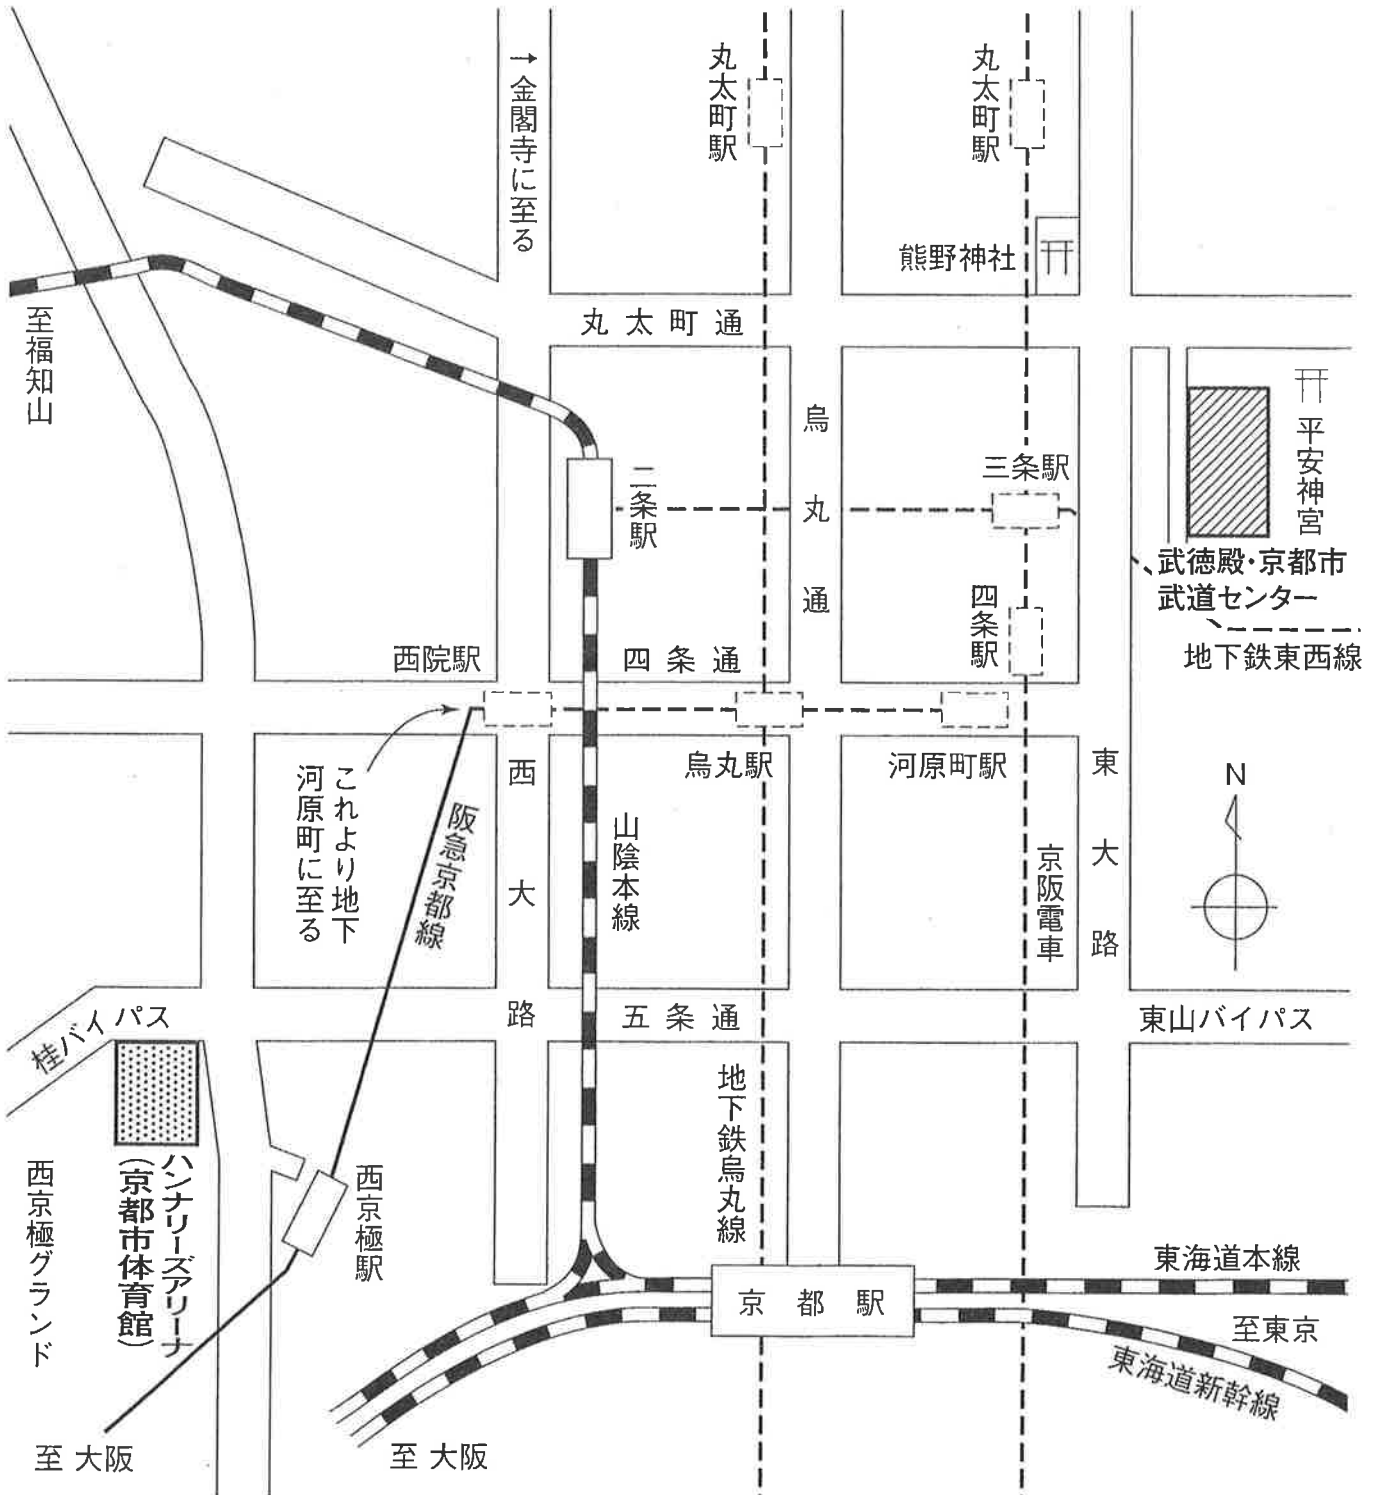 →金閣寺に至る
丸太町駅
丸太町駅
熊野神社
至福知山
丸太町通
烏丸通
平安神宮
三条駅
二条駅
武徳殿・京都市
武道センター
地下鉄東西線
四条駅
西院駅
四条通
烏丸駅
河原町駅
これより地下
河原町に至る
阪急京都線
西大路
山陰本線
京阪電車
東大路
N
桂バイパス
五条通
東山バイパス
地下鉄烏丸線
ハンナリーズアリーナ
(京都市体育館)
西京極グランド
西京極駅
京都駅
東海道本線
至東京
東海道新幹線
至 大阪
至 大阪